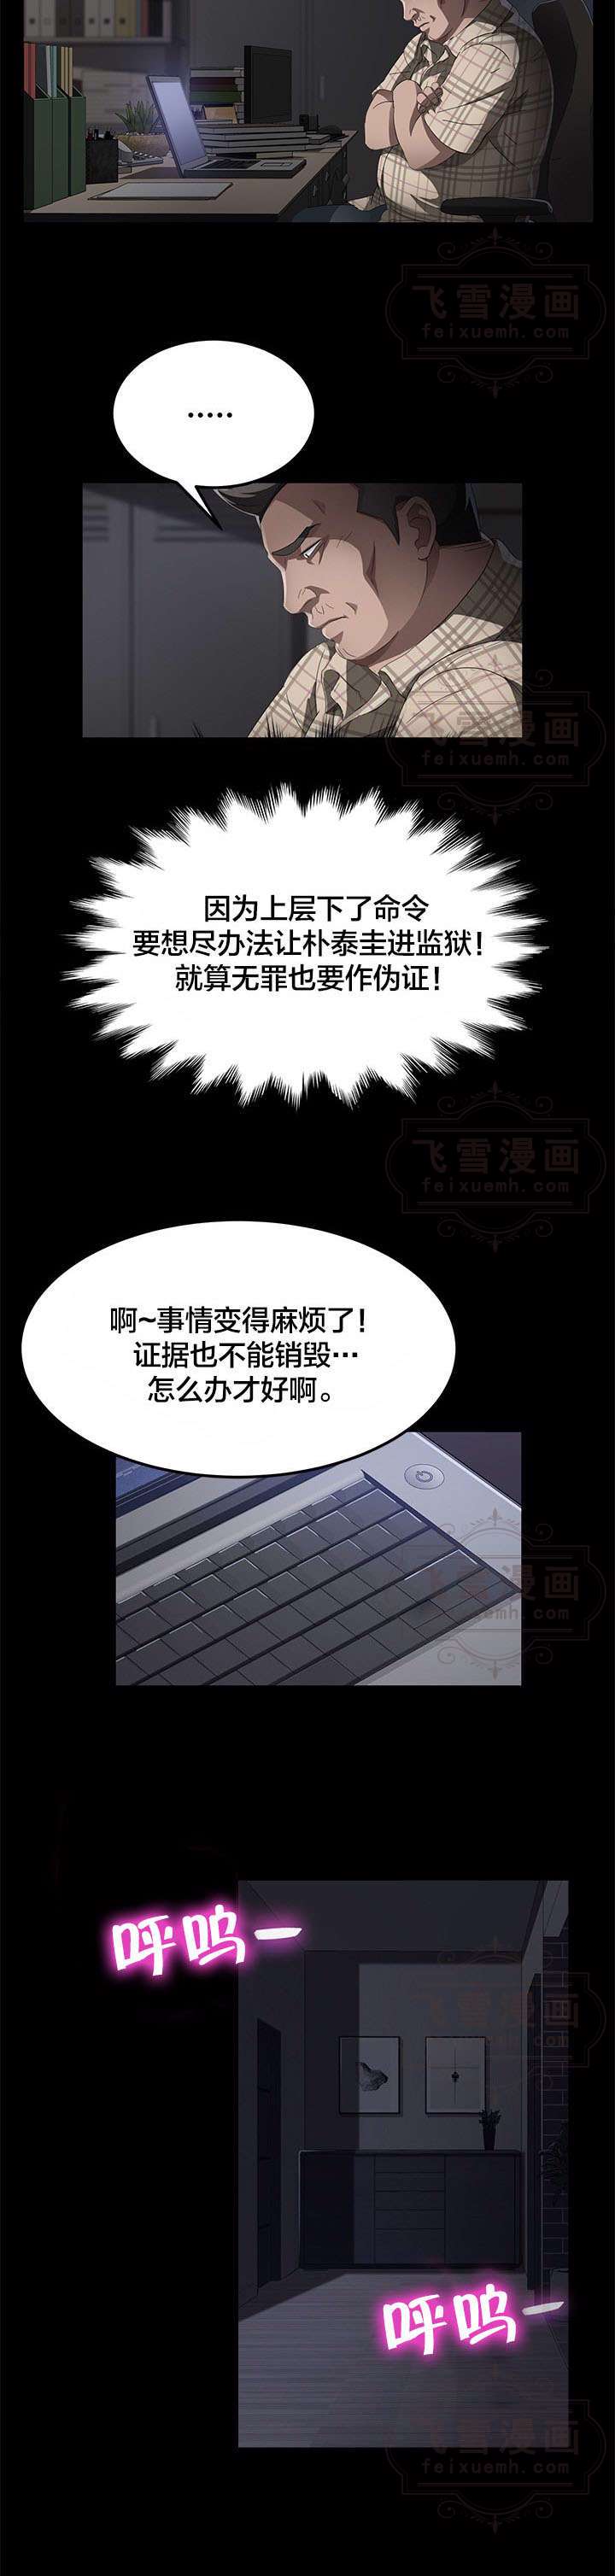 飞雪漫画
feixuemh.com
.....
飞雪漫画
feixuemh.com
因为上层下了命令
要想尽办法让朴泰圭进监狱！
就算无罪也要作伪证！
飞雪漫画
feixuemh.com
啊~事情变得麻烦了！
证据也不能销毁…
怎么办才好啊。
飞雪漫画
feixuemh.com
呼呜—
飞雪漫画
feixuemh.com
呼呜—
飞雪漫画
feixuemh.com